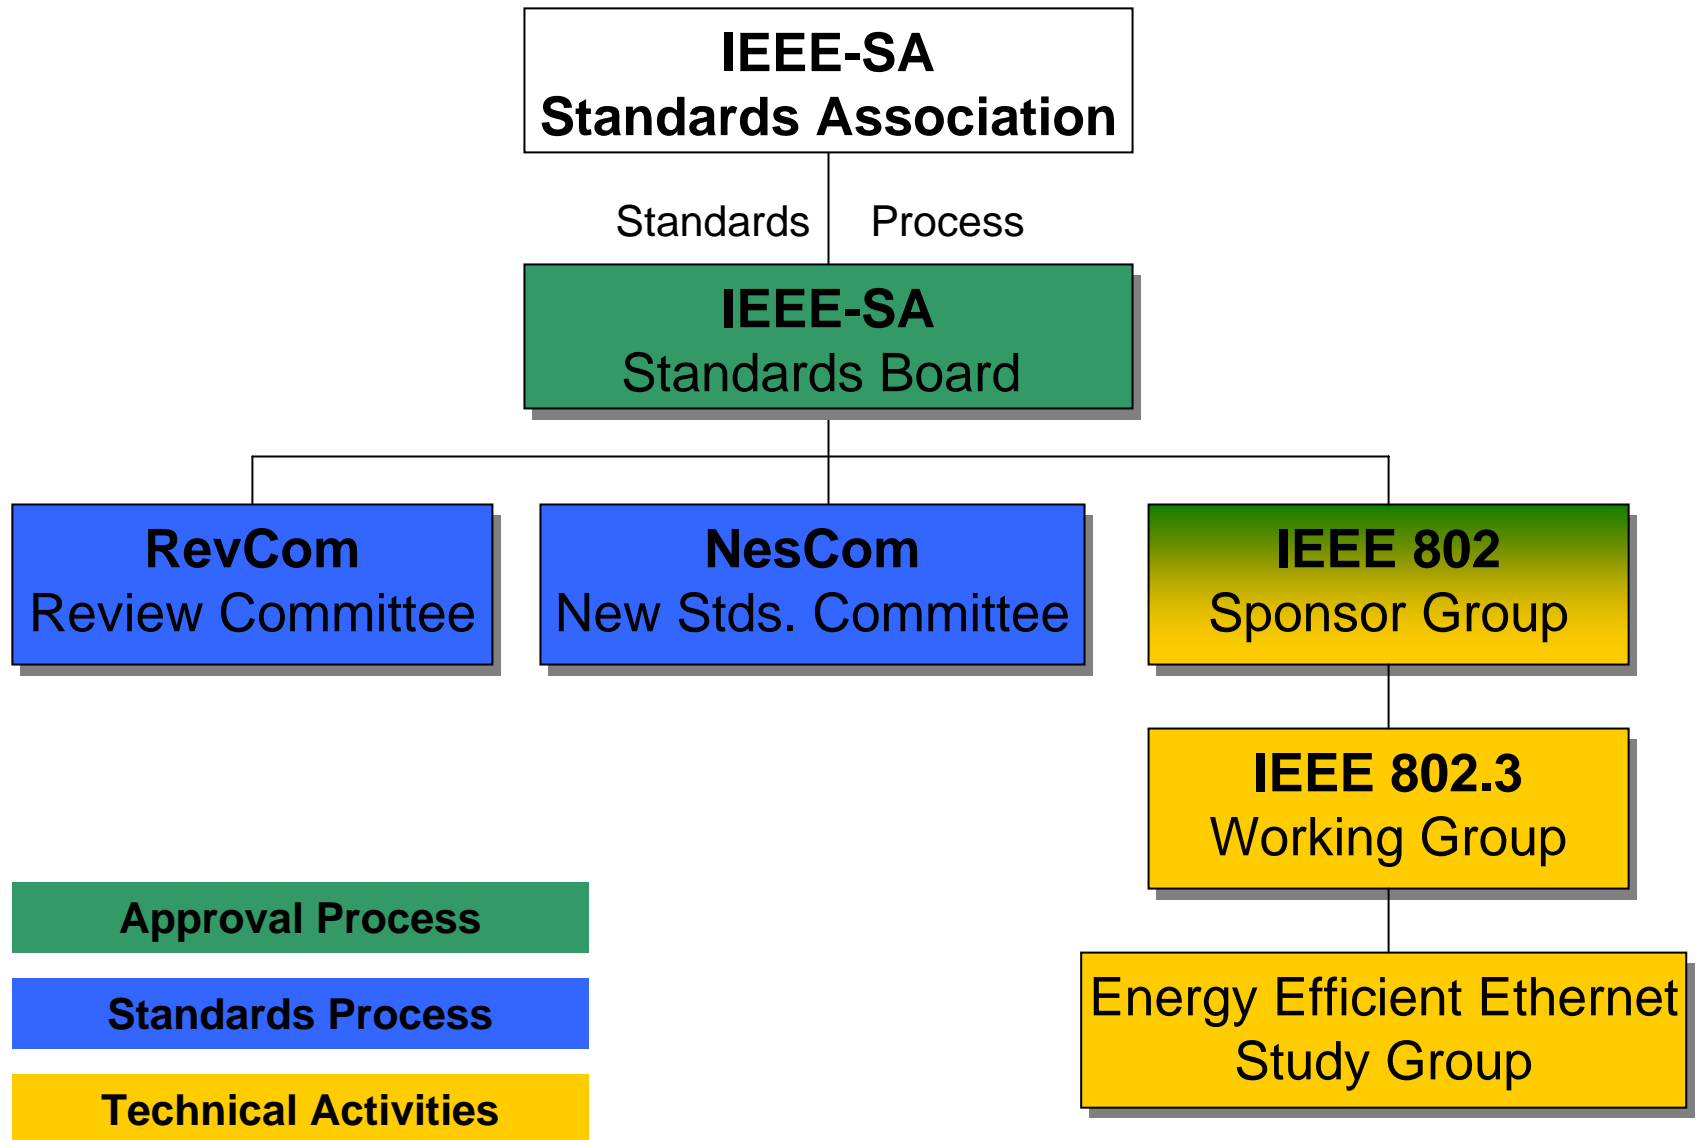 IEEE-SA
Standards Association
Standards Process
IEEE-SA
Standards Board
RevCom
Review Committee
NesCom
New Stds. Committee
IEEE 802
Sponsor Group
IEEE 802.3
Working Group
Energy Efficient Ethernet
Study Group
Approval Process
Standards Process
Technical Activities